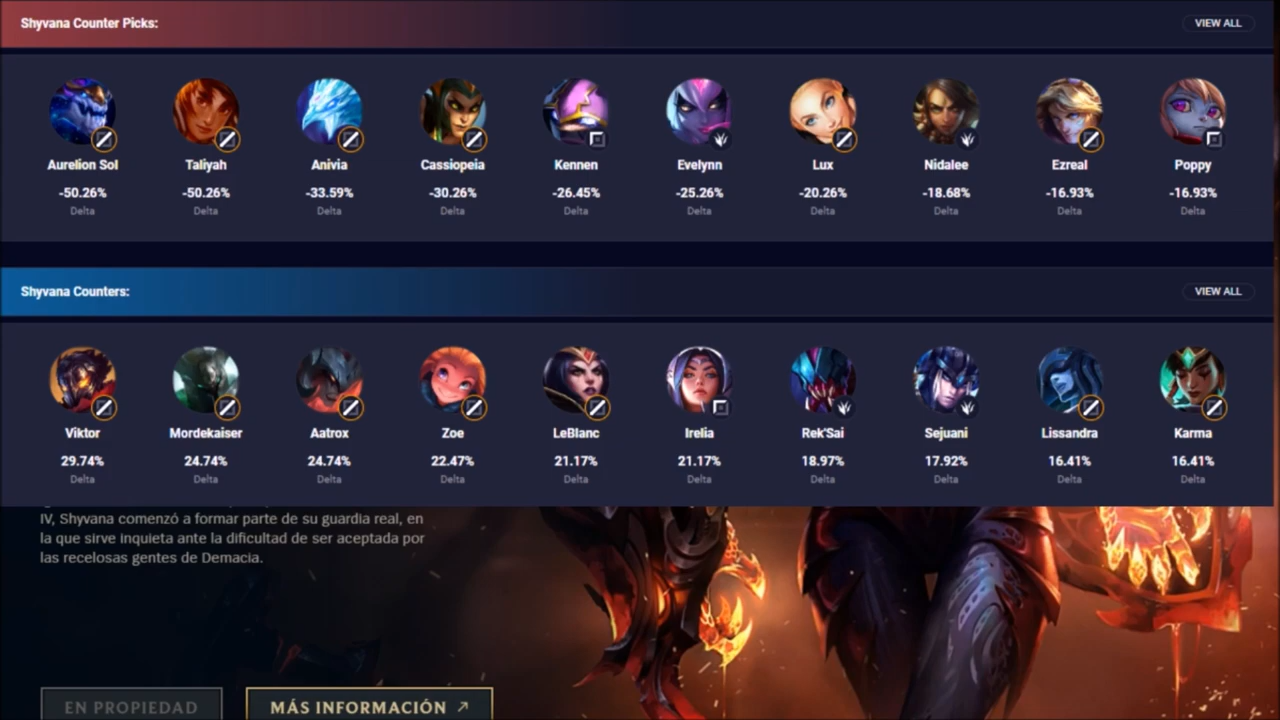 Shyvana Counter Picks:
VIEW ALL
Aurelion Sol Taliyah Anivia Cassiopeia Kennen Evelynn Lux Nidalee Ezreal Poppy
-50.26% -50.26% -33.59% -30.26% -26.45% -25.26% -20.26% -18.68% -16.93% -16.93%
Delta Delta Delta Delta Delta Delta Delta Delta Delta Delta
Shyvana Counters:
VIEW ALL
Viktor Mordekaiser Aatrox Zoe LeBlanc Irelia Rek'Sai Sejuani Lissandra Karma
29.74% 24.74% 24.74% 22.47% 21.17% 21.17% 18.97% 17.92% 16.41% 16.41%
Delta Delta Delta Delta Delta Delta Delta Delta Delta Delta
IV, Shyvana comenzó a formar parte de su guardia real, en
la que sirve inquieta ante la dificultad de ser aceptada por
las recelosas gentes de Demacia.
EN PROPIEDAD
MÁS INFORMACIÓN